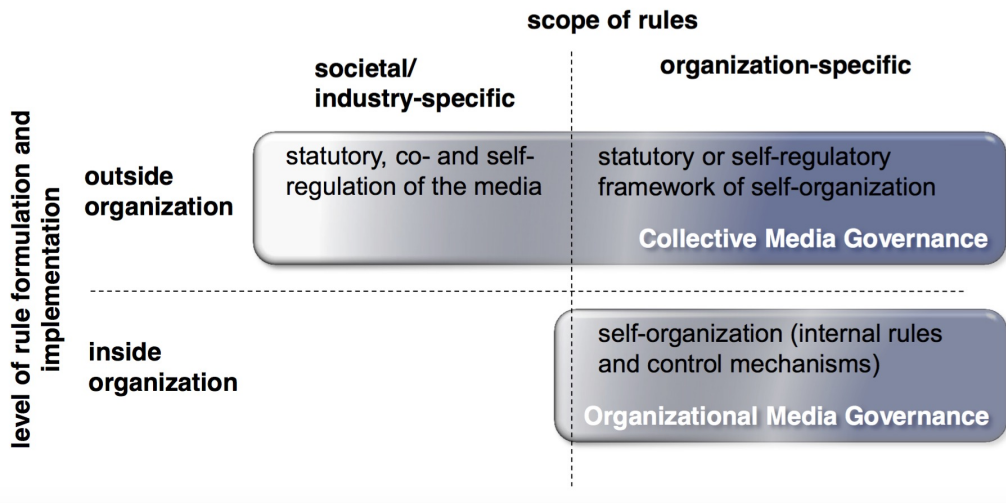 scope of rules
societal/
industry-specific
organization-specific
level of rule formulation and
implementation
outside
organization
statutory, co- and self-
regulation of the media
statutory or self-regulatory
framework of self-organization
Collective Media Governance
inside
organization
self-organization (internal rules
and control mechanisms)
Organizational Media Governance